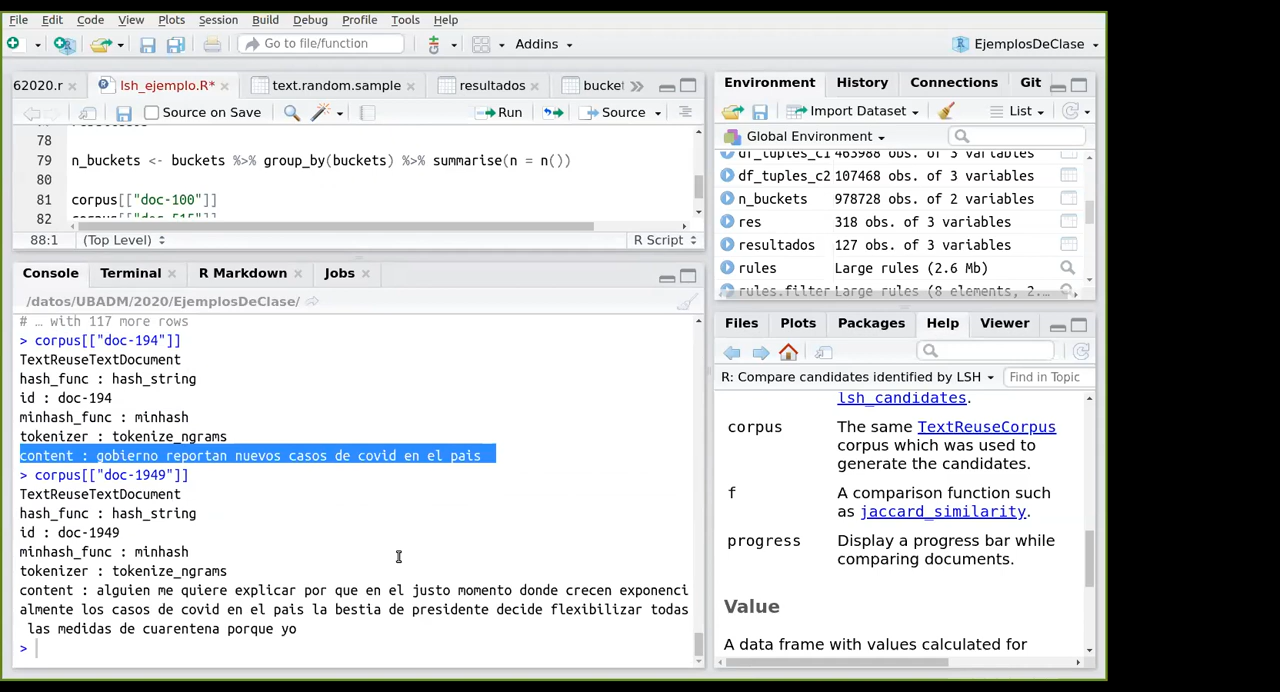 File Edit Code View Plots Session Build Debug Profile Tools Help
Go to file/function Addins EjemplosDeClase
62020.r lsh_ejemplo.R* text.random.sample resultados bucket
Source on Save Run Source
78
79 n_buckets <- buckets %>% group_by(buckets) %>% summarise(n = n())
80
81 corpus[["doc-100"]]
82
88:1 (Top Level) R Script
Console Terminal R Markdown Jobs
/datos/UBADM/2020/EjemplosDeClase/
# … with 117 more rows
> corpus[["doc-194"]]
TextReuseTextDocument
hash_func : hash_string
id : doc-194
minhash_func : minhash
tokenizer : tokenize_ngrams
content : gobierno reportan nuevos casos de covid en el pais
> corpus[["doc-1949"]]
TextReuseTextDocument
hash_func : hash_string
id : doc-1949
minhash_func : minhash
tokenizer : tokenize_ngrams
content : alguien me quiere explicar por que en el justo momento donde crecen exponenci
almente los casos de covid en el pais la bestia de presidente decide flexibilizar todas
las medidas de cuarentena porque yo
>
Environment History Connections Git
Import Dataset List
Global Environment
df_tuples_c1 463988 obs. of 3 variables
df_tuples_c2 107468 obs. of 3 variables
n_buckets 978728 obs. of 2 variables
res 318 obs. of 3 variables
resultados 127 obs. of 3 variables
rules Large rules (2.6 Mb)
rules.filter Large rules (8 elements, 2.…
Files Plots Packages Help Viewer
R: Compare candidates identified by LSH Find in Topic
lsh_candidates.
corpus The same TextReuseCorpus
corpus which was used to
generate the candidates.
f A comparison function such
as jaccard_similarity.
progress Display a progress bar while
comparing documents.
Value
A data frame with values calculated for